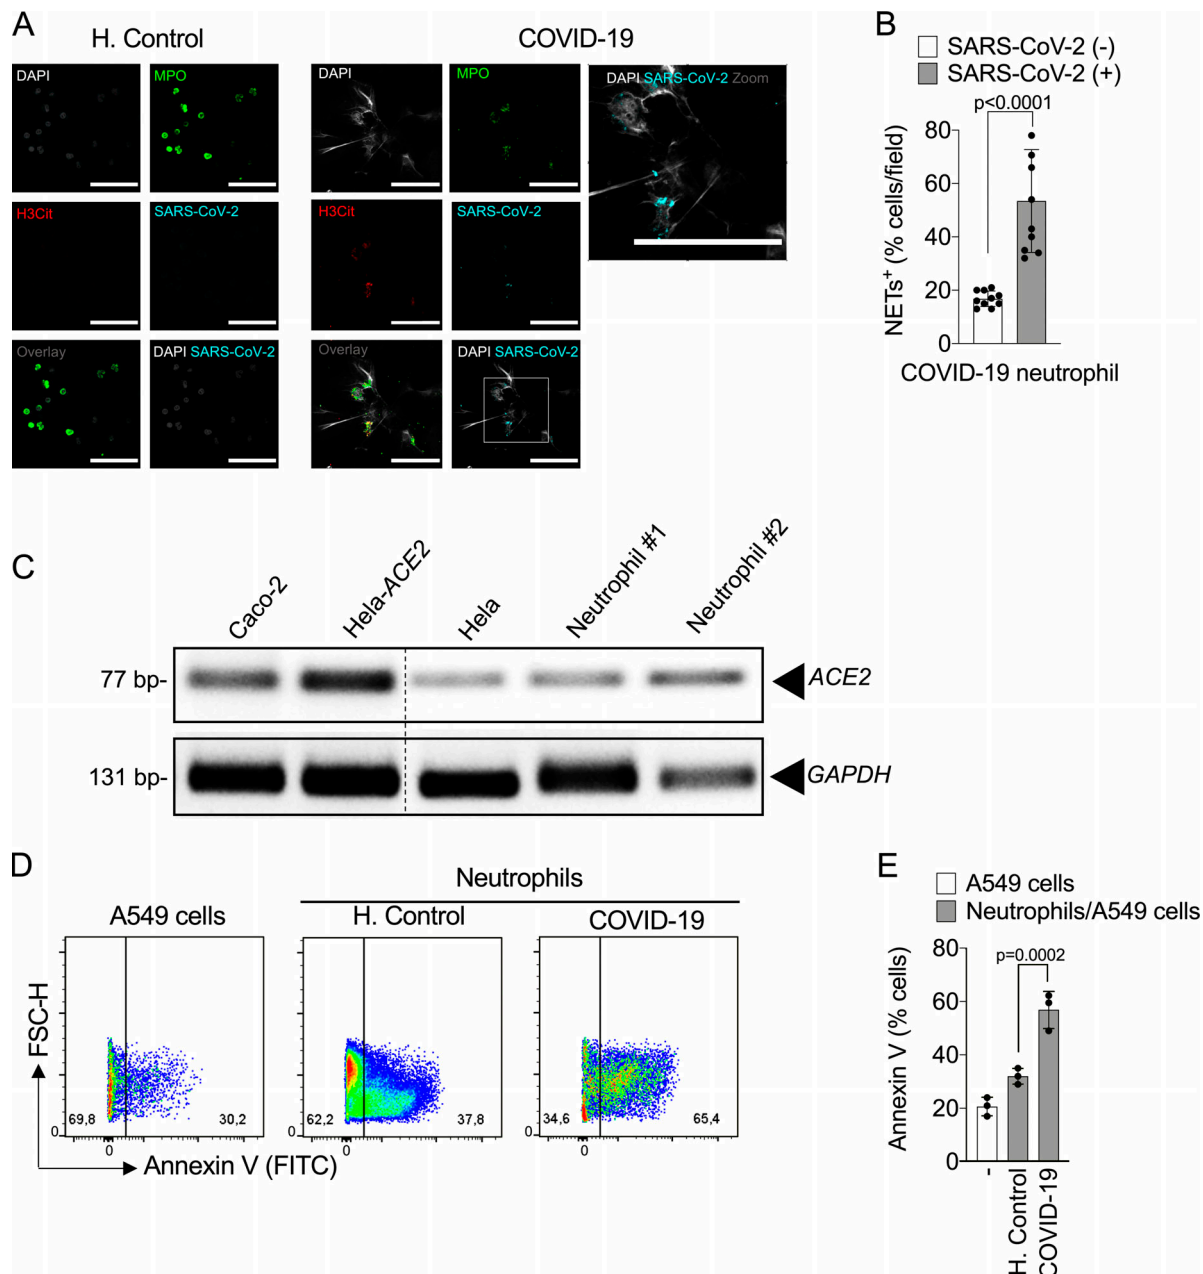 A
H. Control
COVID-19
DAPI
MPO
DAPI
MPO
DAPI SARS-CoV-2 Zoom
H3Cit
SARS-CoV-2
H3Cit
SARS-CoV-2
Overlay
DAPI SARS-CoV-2
Overlay
DAPI SARS-CoV-2
B
SARS-CoV-2 (-)
SARS-CoV-2 (+)
p<0.0001
NETs+ (% cells/field)
80
60
40
20
0
COVID-19 neutrophil
C
Caco-2
Hela-ACE2
Hela
Neutrophil #1
Neutrophil #2
77 bp-
ACE2
131 bp-
GAPDH
D
Neutrophils
A549 cells
H. Control
COVID-19
FSC-H
69,8
30,2
62,2
37,8
34,6
65,4
0
0
0
0
0
0
Annexin V (FITC)
E
A549 cells
Neutrophils/A549 cells
p=0.0002
Annexin V (% cells)
80
60
40
20
0
-
H. Control
COVID-19